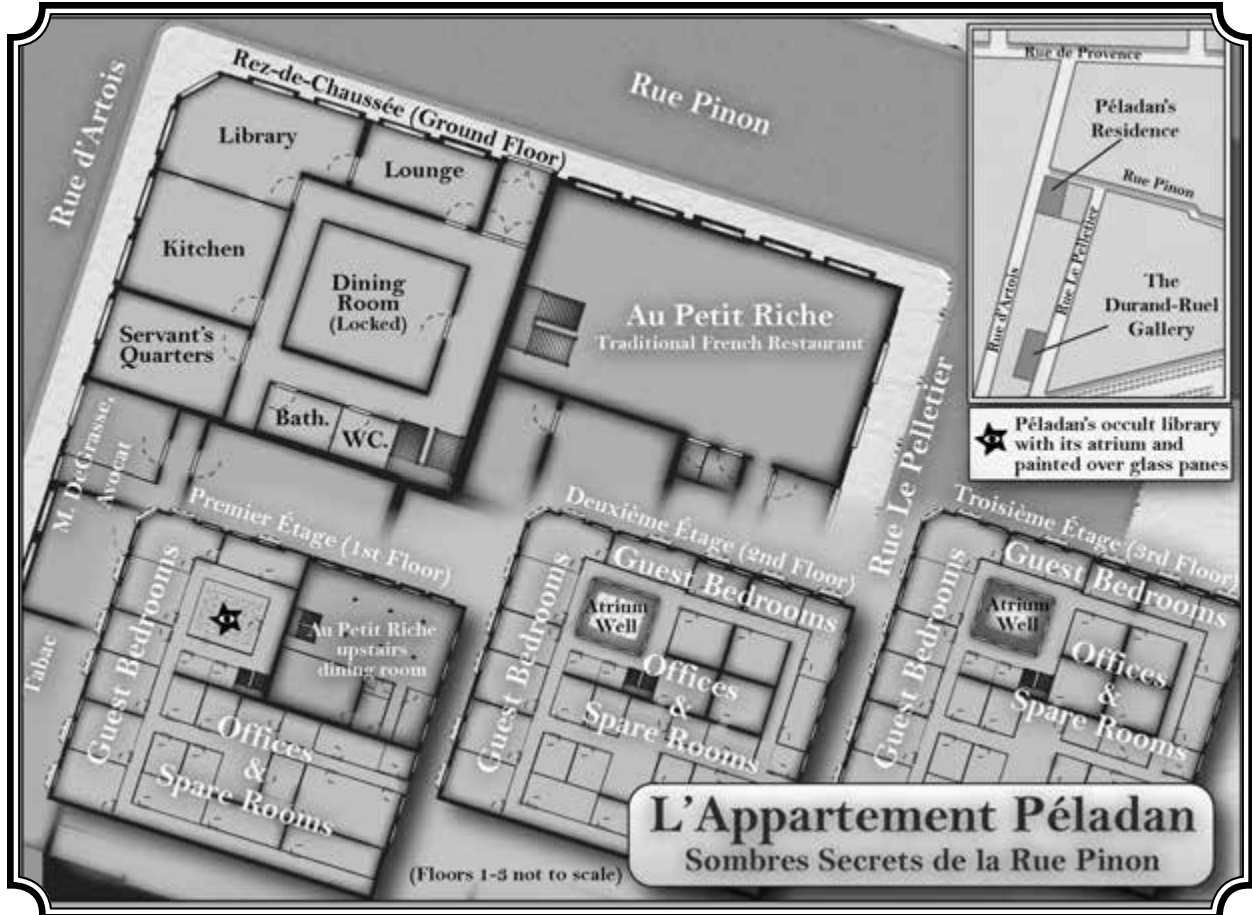 Rue d'Artois
Rez-de-Chaussée (Ground Floor)
Rue Pinon
Library
Lounge
Kitchen
Dining
Room
(Locked)
Servant's
Quarters
Bath.
WC.
Au Petit Riche
Traditional French Restaurant
M. DeGrasse,
Avocat
Tabac
Rue Le Pelletier
Rue de Provence
Péladan's
Residence
Rue Pinon
Rue Le Pelletier
Rue d'Artois
The
Durand-Ruel
Gallery
Péladan's occult library
with its atrium and
painted over glass panes
Premier Étage (1st Floor)
Guest Bedrooms
Au Petit Riche
upstairs
dining room
Offices
&
Spare Rooms
Deuxième Étage (2nd Floor)
Guest Bedrooms
Guest Bedrooms
Atrium
Well
Offices
&
Spare Rooms
Troisième Étage (3rd Floor)
Guest Bedrooms
Guest Bedrooms
Atrium
Well
Offices
&
Spare Rooms
(Floors 1-3 not to scale)
L'Appartement Péladan
Sombres Secrets de la Rue Pinon